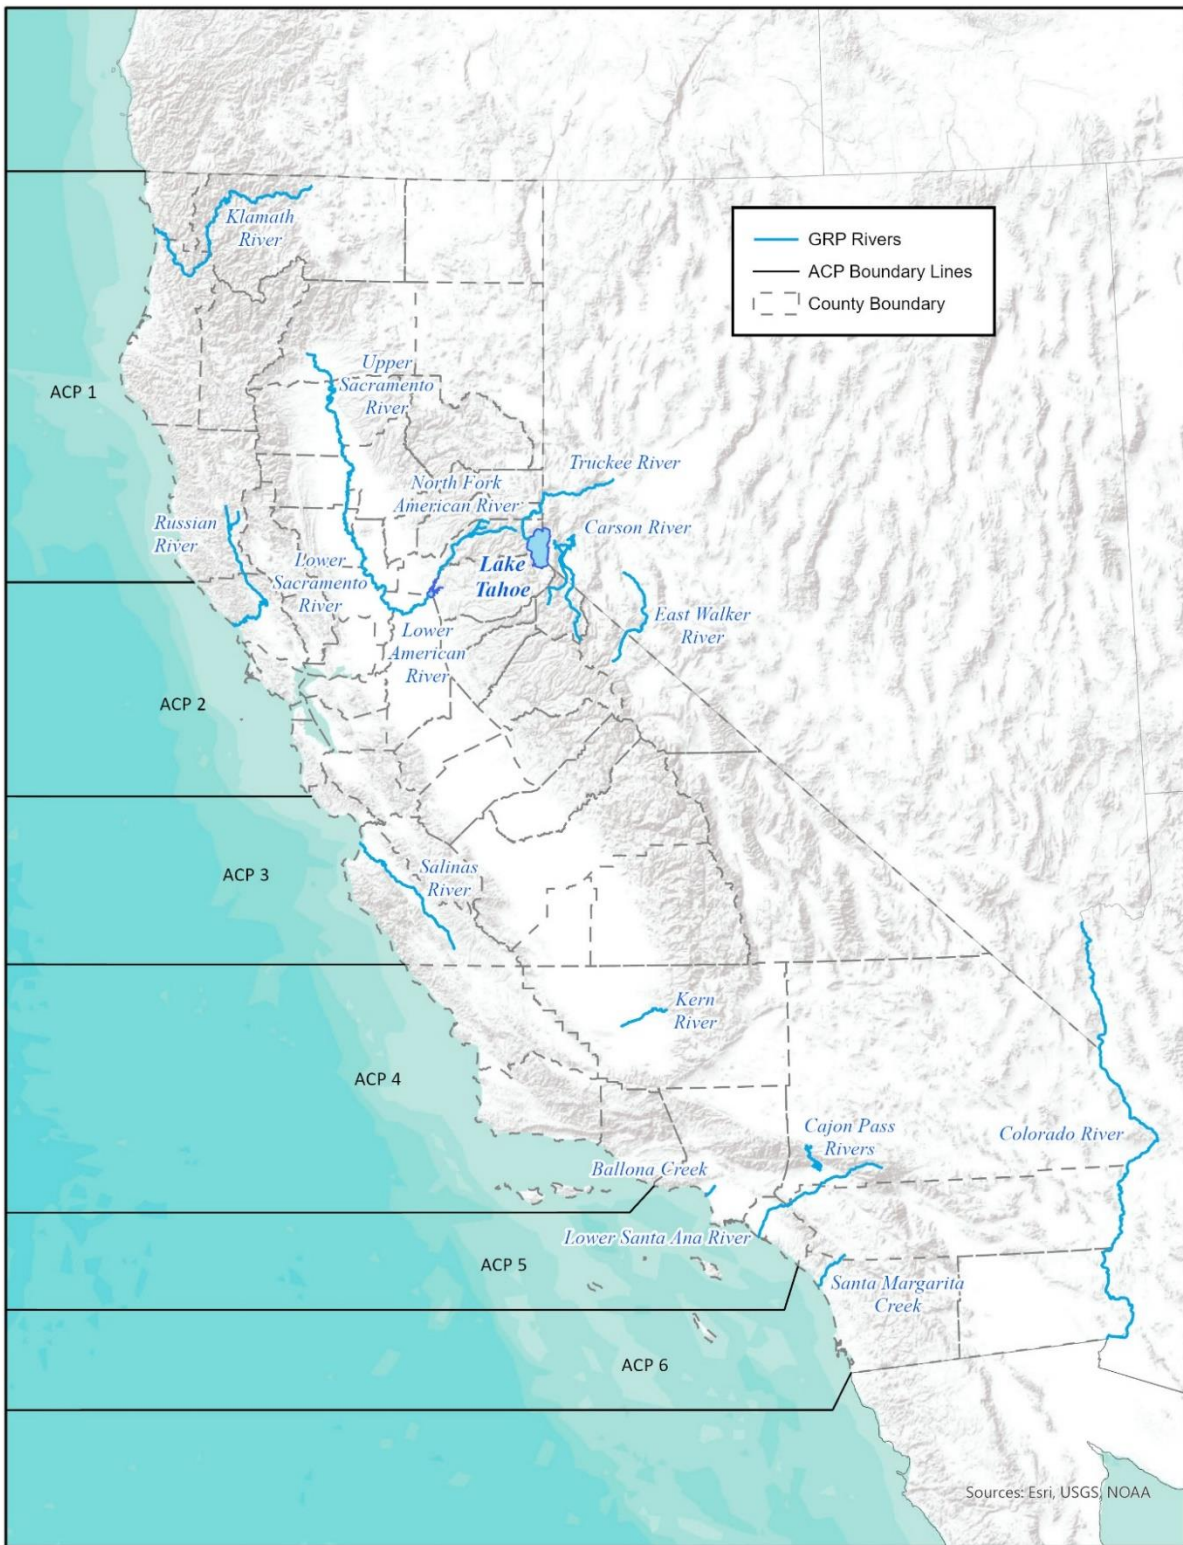 Klamath
River
GRP Rivers
ACP Boundary Lines
County Boundary
ACP 1
Upper
Sacramento
River
Truckee River
North Fork
American River
Russian
River
Carson River
Lower
Sacramento
River
Lake
Tahoe
East Walker
River
Lower
American
River
ACP 2
ACP 3
Salinas
River
Kern
River
ACP 4
Cajon Pass
Rivers
Colorado River
Ballona Creek
Lower Santa Ana River
ACP 5
Santa Margarita
Creek
ACP 6
Sources: Esri, USGS, NOAA